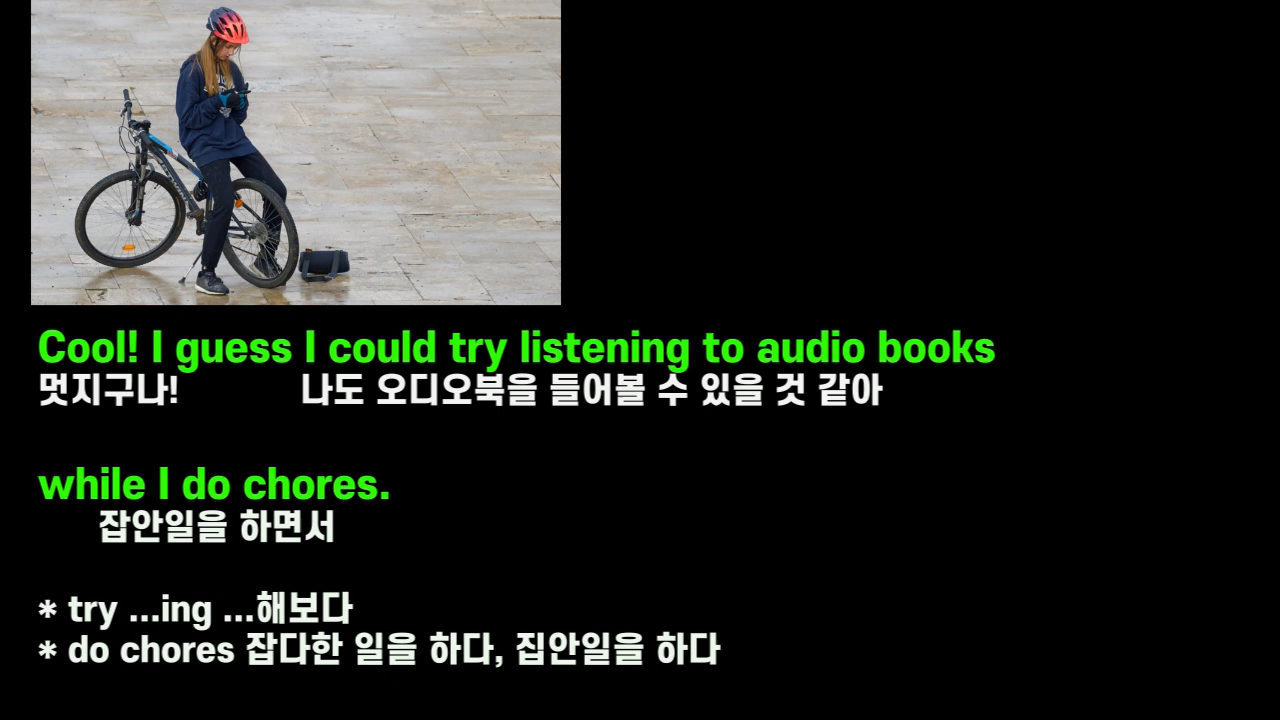 Cool! I guess I could try listening to audio books
멋지구나! 나도 오디오북을 들어볼 수 있을 것 같아
while I do chores.
잡안일을 하면서
* try ...ing ...해보다
* do chores 잡다한 일을 하다, 집안일을 하다